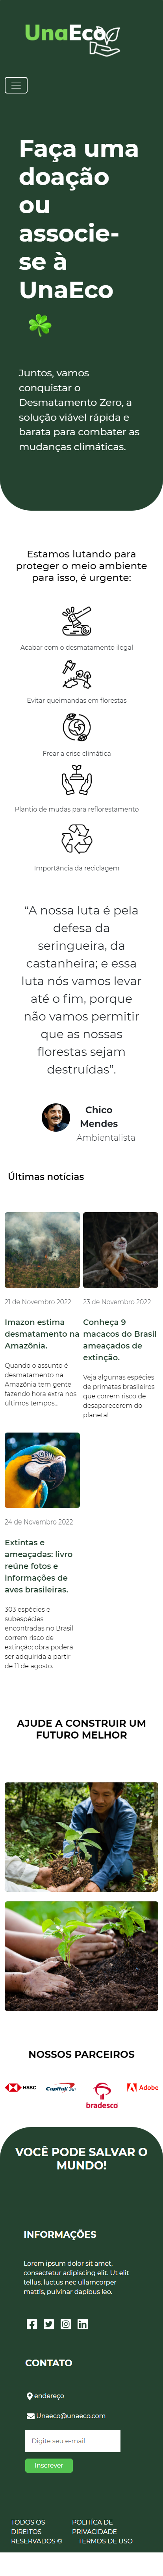 UnaEco
Faça uma
doação
ou
associe-
se à
UnaEco
Juntos, vamos
conquistar o
Desmatamento Zero, a
solução viável rápida e
barata para combater as
mudanças climáticas.
Estamos lutando para
proteger o meio ambiente
para isso, é urgente:
Acabar com o desmatamento ilegal
Evitar queimandas em florestas
Frear a crise climática
Plantio de mudas para reflorestamento
Importância da reciclagem
“A nossa luta é pela
defesa da
seringueira, da
castanheira; e essa
luta nós vamos levar
até o fim, porque
não vamos permitir
que as nossas
florestas sejam
destruídas”.
Chico
Mendes
Ambientalista
Últimas notícias
21 de Novembro 2022
Imazon estima
desmatamento na
Amazônia.
Quando o assunto é
desmatamento na
Amazônia tem gente
fazendo hora extra nos
últimos tempos...
23 de Novembro 2022
Conheça 9
macacos do Brasil
ameaçados de
extinção.
Veja algumas espécies
de primatas brasileiros
que correm risco de
desaparecerem do
planeta!
24 de Novembro 2022
Extintas e
ameaçadas: livro
reúne fotos e
informações de
aves brasileiras.
303 espécies e
subespécies
encontradas no Brasil
correm risco de
extinção; obra poderá
ser adquirida a partir
de 11 de agosto.
AJUDE A CONSTRUIR UM
FUTURO MELHOR
NOSSOS PARCEIROS
HSBC
Capital
bradesco
Adobe
VOCÊ PODE SALVAR O
MUNDO!
INFORMAÇÕES
Lorem ipsum dolor sit amet,
consectetur adipiscing elit. Ut elit
tellus, luctus nec ullamcorper
mattis, pulvinar dapibus leo.
CONTATO
endereço
Unaeco@unaeco.com
Digite seu e-mail
Inscrever
TODOS OS
DIREITOS
RESERVADOS ©
POLITÍCA DE
PRIVACIDADE
TERMOS DE USO